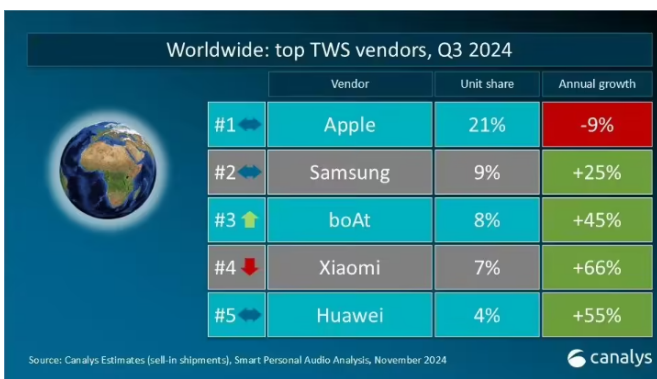 Worldwide: top TWS vendors, Q3 2024
Vendor Unit share Annual growth
#1 Apple 21% -9%
#2 Samsung 9% +25%
#3 boAt 8% +45%
#4 Xiaomi 7% +66%
#5 Huawei 4% +55%
Source: Canalys Estimates (sell-in shipments), Smart Personal Audio Analysis, November 2024
canalys